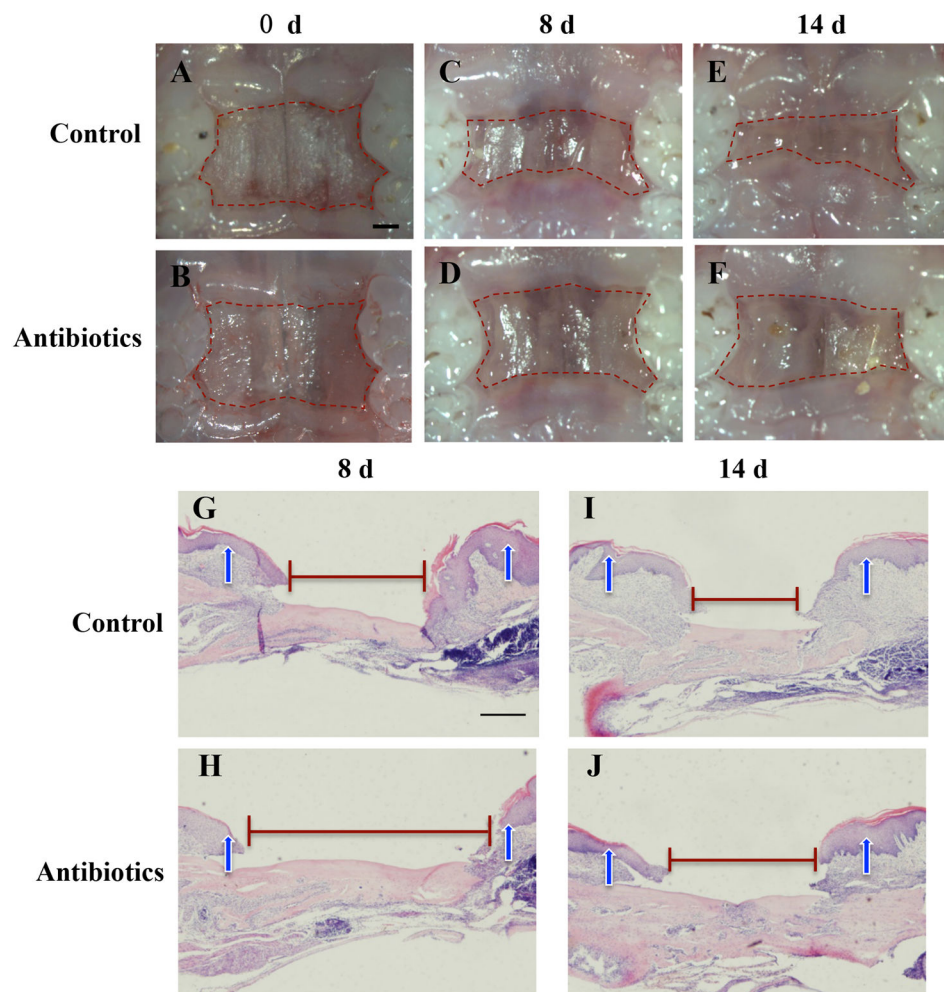 0 d 8 d 14 d
A C E
Control
B D F
Antibiotics
8 d 14 d
G I
Control
H J
Antibiotics